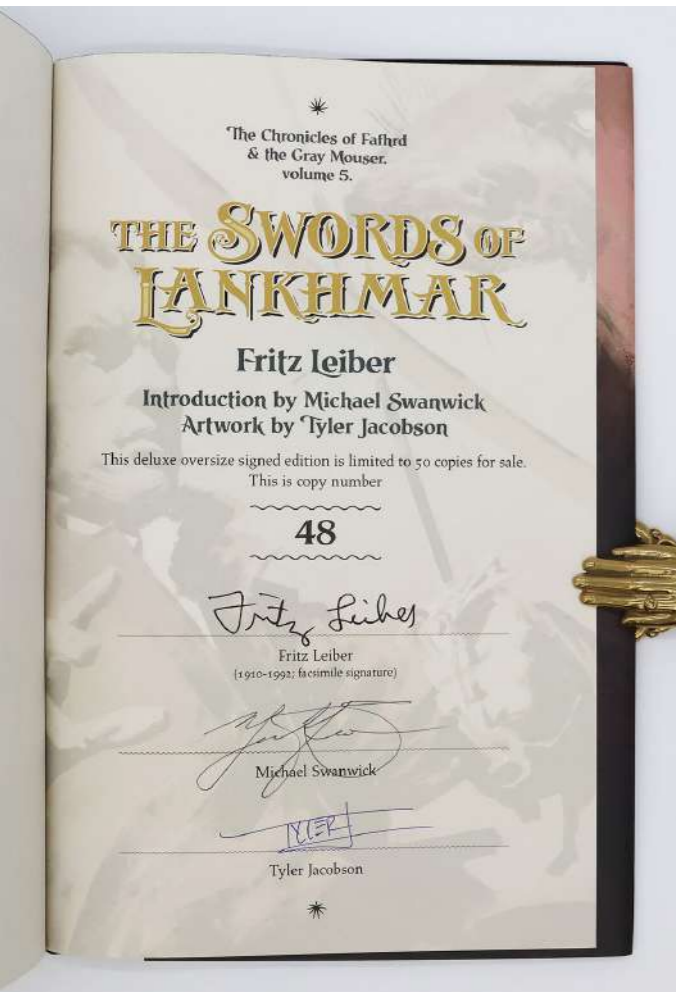 The Chronicles of Fafhrd
& the Gray Mouser.
volume 5.
THE SWORDS OF
LANKHMAR
Fritz Leiber
Introduction by Michael Swanwick
Artwork by Tyler Jacobson
This deluxe oversize signed edition is limited to 50 copies for sale.
This is copy number
48
Fritz Leiber
Fritz Leiber
(1910-1992; facsimile signature)
Michael Swanwick
TYLER J
Tyler Jacobson